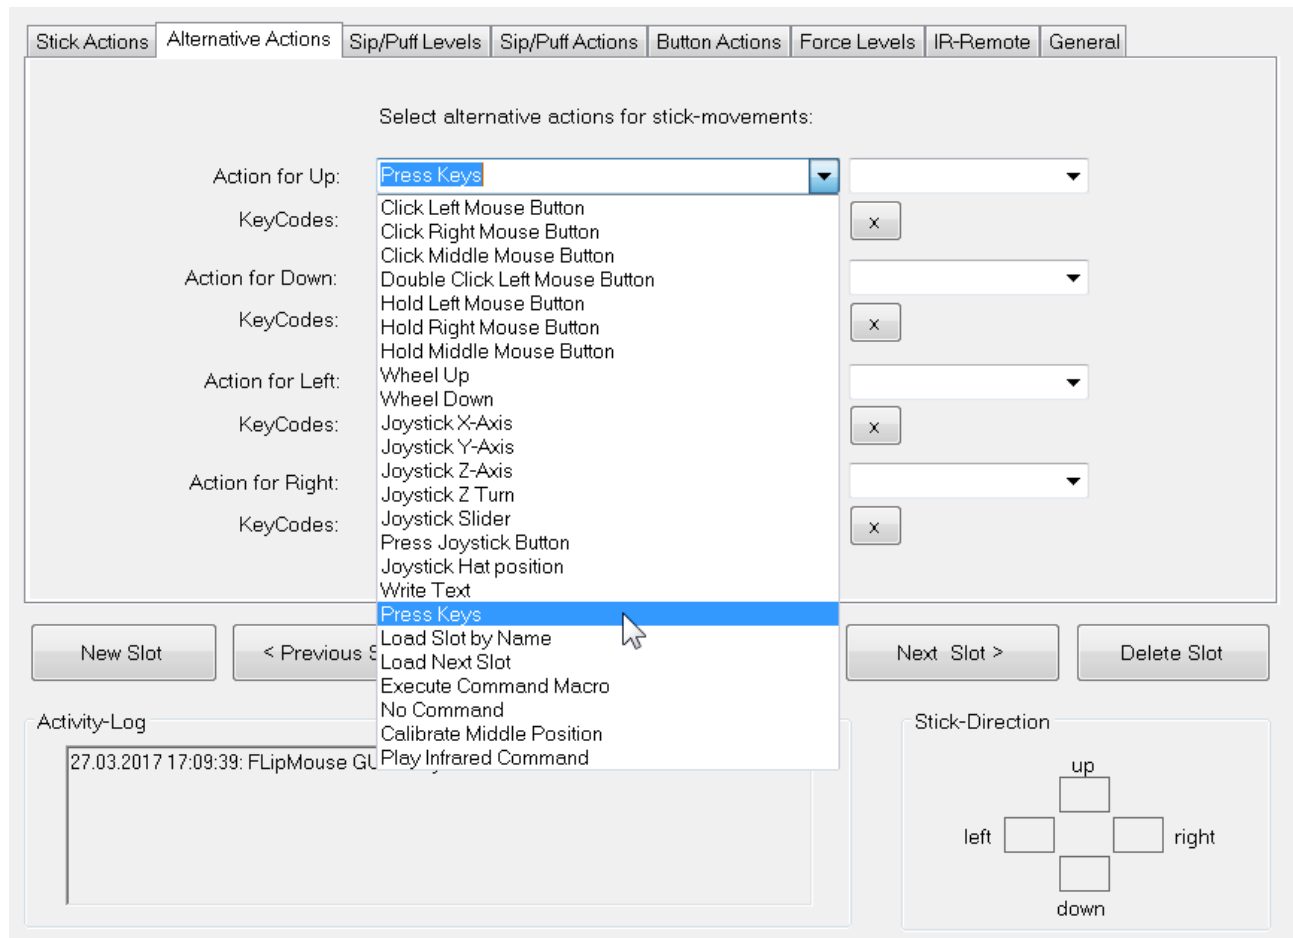 Stick Actions Alternative Actions Sip/Puff Levels Sip/Puff Actions Button Actions Force Levels IR-Remote General
Select alternative actions for stick-movements:
Action for Up: Press Keys
KeyCodes: x
Action for Down:
KeyCodes: x
Action for Left:
KeyCodes: x
Action for Right:
KeyCodes: x
Click Left Mouse Button
Click Right Mouse Button
Click Middle Mouse Button
Double Click Left Mouse Button
Hold Left Mouse Button
Hold Right Mouse Button
Hold Middle Mouse Button
Wheel Up
Wheel Down
Joystick X-Axis
Joystick Y-Axis
Joystick Z-Axis
Joystick Z Turn
Joystick Slider
Press Joystick Button
Joystick Hat position
Write Text
Press Keys
Load Slot by Name
Load Next Slot
Execute Command Macro
No Command
Calibrate Middle Position
Play Infrared Command
New Slot < Previous Next Slot > Delete Slot
Activity-Log
27.03.2017 17:09:39: FLipMouse
Stick-Direction
up
left right
down